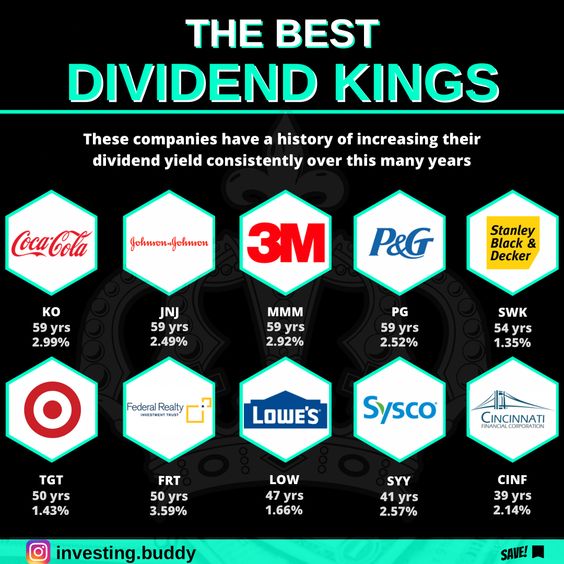 THE BEST
DIVIDEND KINGS
These companies have a history of increasing their
dividend yield consistently over this many years
Coca-Cola
Johnson & Johnson
3M
P&G
Stanley
Black &
Decker
KO
59 yrs
2.99%
JNJ
59 yrs
2.49%
MMM
59 yrs
2.92%
PG
59 yrs
2.52%
SWK
54 yrs
1.35%
Federal Realty
INVESTMENT TRUST
LOWE'S
Sysco
CINCINNATI
FINANCIAL CORPORATION
TGT
50 yrs
1.43%
FRT
50 yrs
3.59%
LOW
47 yrs
1.66%
SYY
41 yrs
2.57%
CINF
39 yrs
2.14%
investing.buddy
SAVE!